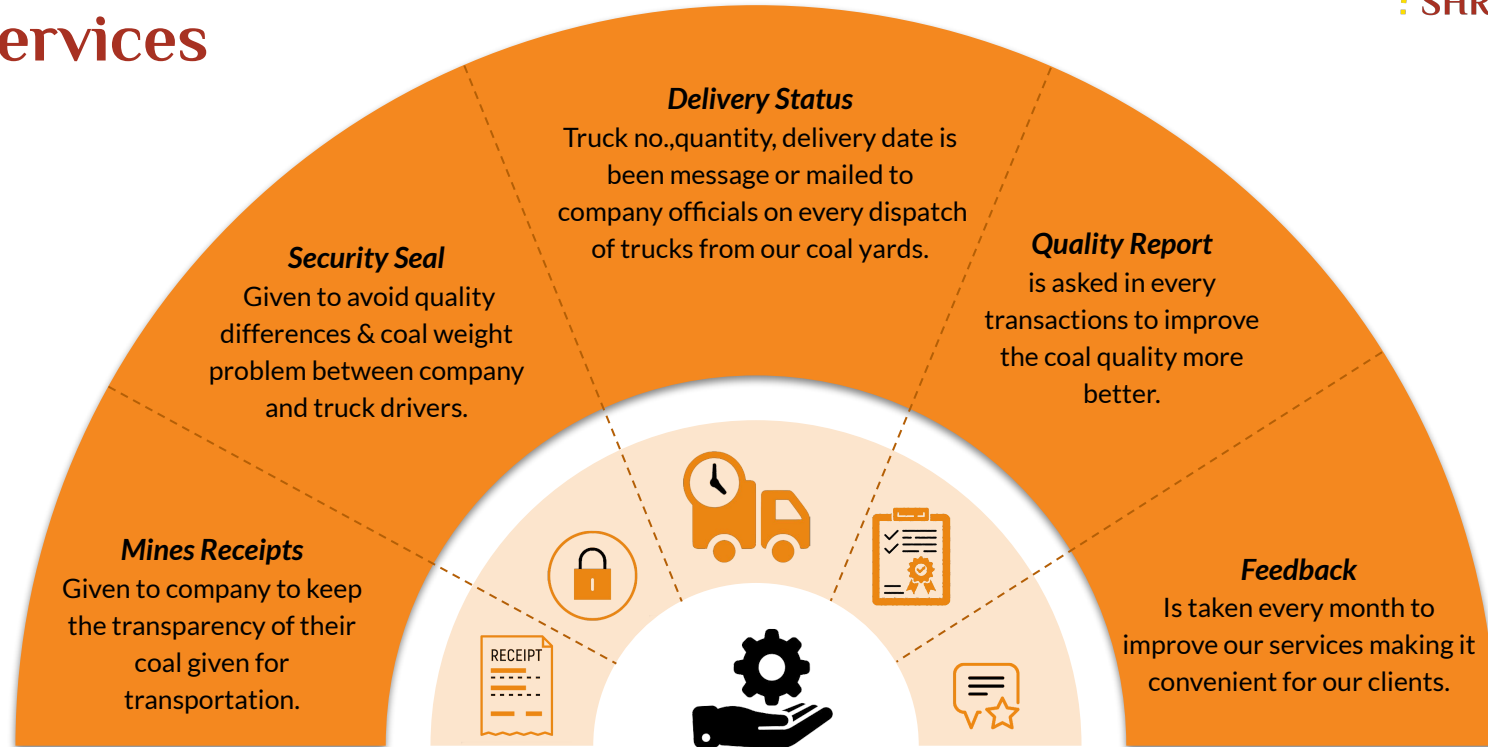 ervices
SHR
Delivery Status
Truck no.,quantity, delivery date is
been message or mailed to
company officials on every dispatch
of trucks from our coal yards.
Security Seal
Given to avoid quality
differences & coal weight
problem between company
and truck drivers.
Quality Report
is asked in every
transactions to improve
the coal quality more
better.
Mines Receipts
Given to company to keep
the transparency of their
coal given for
transportation.
Feedback
Is taken every month to
improve our services making it
convenient for our clients.
RECEIPT